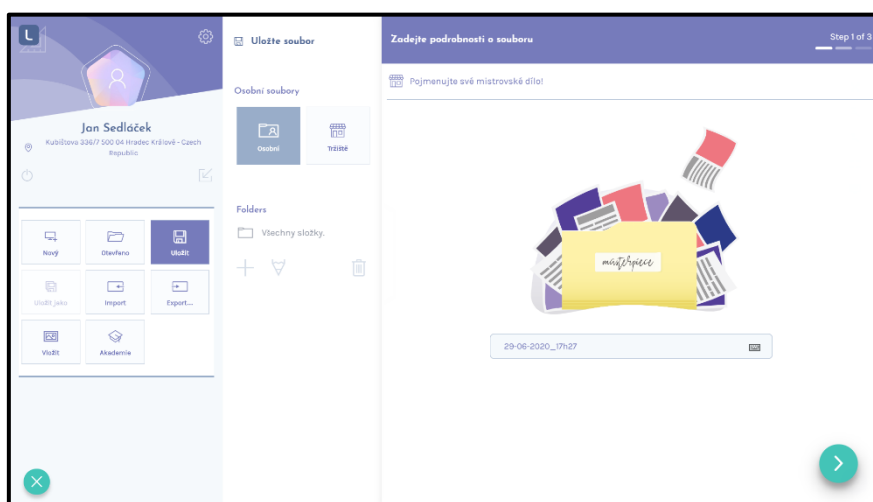 L
Jan Sedláček
Kubištova 336/7 500 04 Hradec Králové - Czech
Republic
Nový
Otevřeno
Uložit
Uložit jako
Import
Export...
Vložit
Akademie
Uložte soubor
Osobní soubory
Osobní
Tržiště
Folders
Všechny složky.
Zadejte podrobnosti o souboru
Step 1 of 3
Pojmenujte své mistrovské dílo!
masterpiece
29-06-2020_17h27